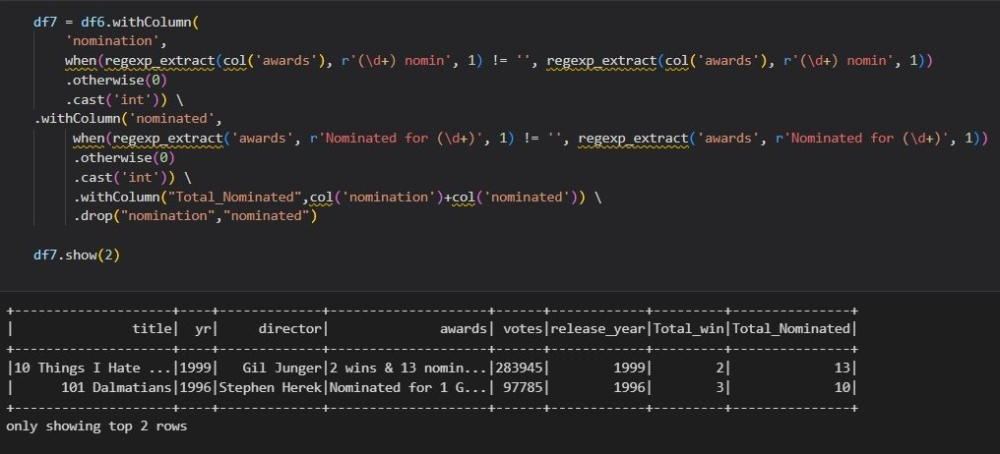 df7 = df6.withColumn(
    'nomination',
    when(regexp_extract(col('awards'), r'(\d+) nomin', 1) != '', regexp_extract(col('awards'), r'(\d+) nomin', 1))
    .otherwise(0)
    .cast('int')) \
.withColumn('nominated',
     when(regexp_extract('awards', r'Nominated for (\d+)', 1) != '', regexp_extract('awards', r'Nominated for (\d+)', 1))
     .otherwise(0)
     .cast('int')) \
     .withColumn("Total_Nominated",col('nomination')+col('nominated')) \
     .drop("nomination","nominated")
df7.show(2)
+--------------------+----+-------------+--------------------+------+------------+---------+---------------+
|               title|  yr|     director|              awards| votes|release_year|Total_win|Total_Nominated|
+--------------------+----+-------------+--------------------+------+------------+---------+---------------+
|10 Things I Hate ...|1999|   Gil Junger|2 wins & 13 nomin...|283945|        1999|        2|             13|
|      101 Dalmatians|1996|Stephen Herek|Nominated for 1 G...| 97785|        1996|        3|             10|
+--------------------+----+-------------+--------------------+------+------------+---------+---------------+
only showing top 2 rows